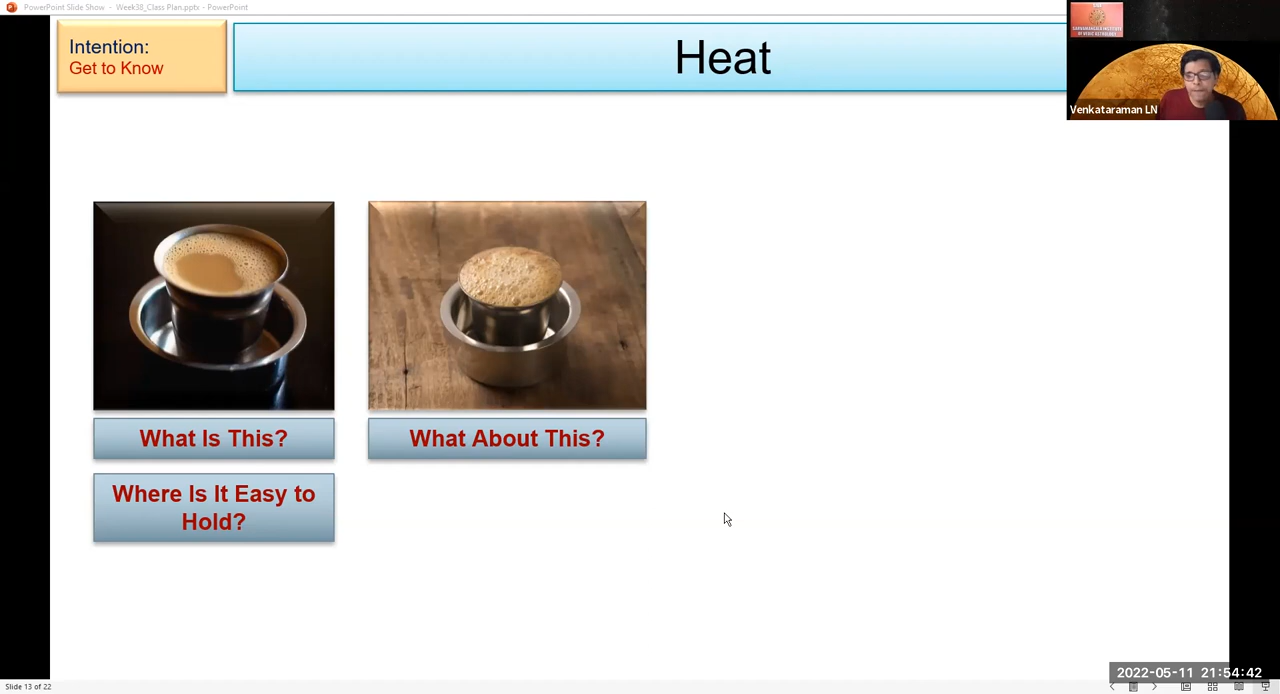 PowerPoint Slide Show - Week38_Class Plan.pptx - PowerPoint
Intention:
Get to Know
Heat
Venkataraman LN
What Is This?
What About This?
Where Is It Easy to
Hold?
2022-05-11 21:54:42
Slide 13 of 22